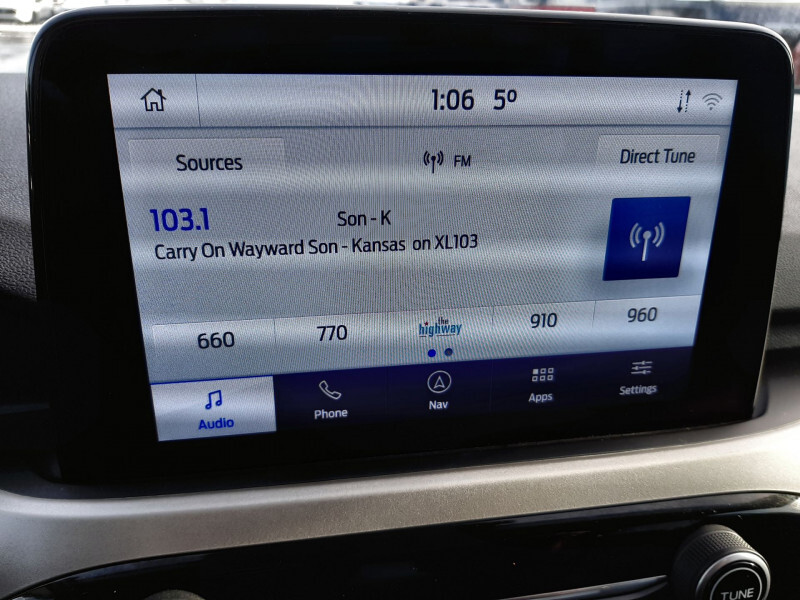 1:06 5º
Sources FM Direct Tune
103.1 Son - K
Carry On Wayward Son - Kansas on XL103
660 770 the highway 910 960
Audio Phone Nav Apps Settings
TUNE